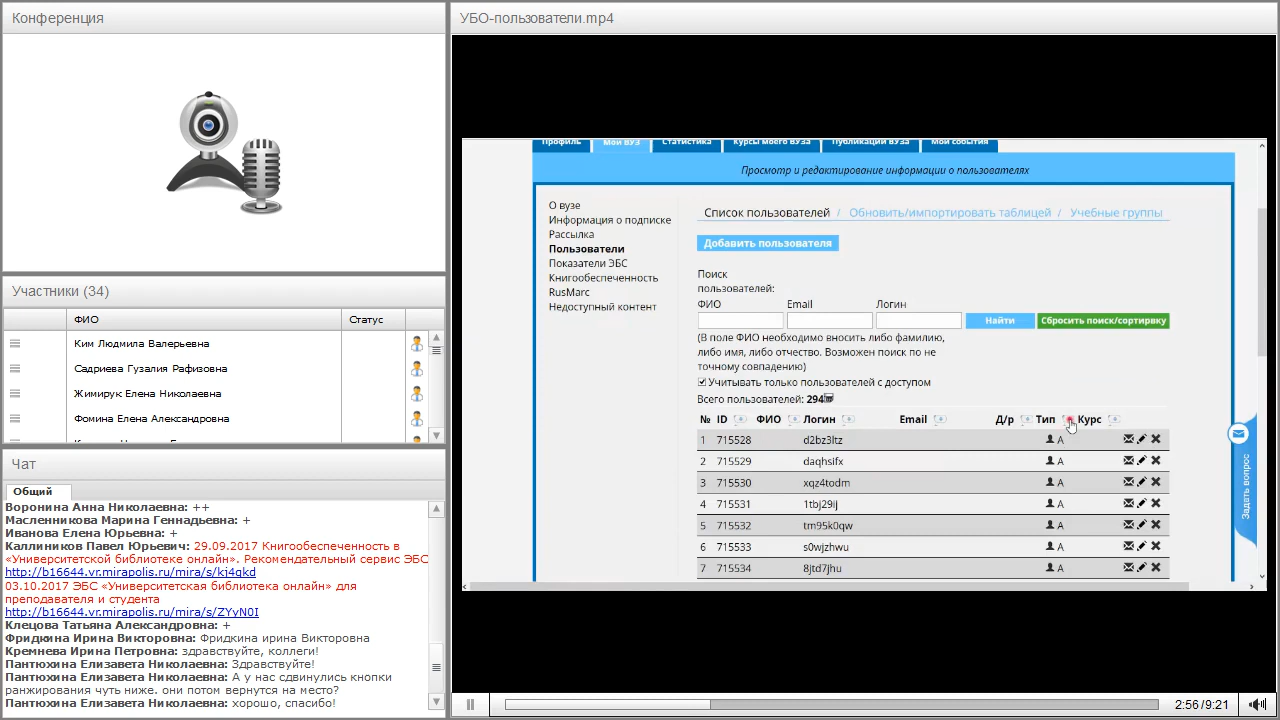 Конференция
Участники (34)
ФИО Статус
Ким Людмила Валерьевна
Садриева Гузалия Рафизовна
Жимирук Елена Николаевна
Фомина Елена Александровна
Чат
Общий
Воронина Анна Николаевна: ++
Масленникова Марина Геннадьевна: +
Иванова Елена Юрьевна: +
Каллиников Павел Юрьевич: 29.09.2017 Книгообеспеченность в
«Университетской библиотеке онлайн». Рекомендательный сервис ЭБС
http://b16644.vr.mirapolis.ru/mira/s/kj4gkd
03.10.2017 ЭБС «Университетская библиотека онлайн» для
преподавателя и студента
http://b16644.vr.mirapolis.ru/mira/s/ZYyN0I
Клецова Татьяна Александровна: +
Фридкина Ирина Викторовна: Фридкина ирина Викторовна
Кремнева Ирина Петровна: здравствуйте, коллеги!
Пантюхина Елизавета Николаевна: Здравствуйте!
Пантюхина Елизавета Николаевна: А у нас сдвинулись кнопки
ранжирования чуть ниже. они потом вернутся на место?
Пантюхина Елизавета Николаевна: хорошо, спасибо!
УБО-пользователи.mp4
Профиль Мой ВУЗ Статистика Курсы моего ВУЗа Публикации ВУЗа Мои события
Просмотр и редактирование информации о пользователях
О вузе
Информация о подписке
Рассылка
Пользователи
Показатели ЭБС
Книгообеспеченность
RusMarc
Недоступный контент
Список пользователей / Обновить/импортировать таблицей / Учебные группы
Добавить пользователя
Поиск
пользователей:
ФИО Email Логин
Найти Сбросить поиск/сортирвку
(В поле ФИО необходимо вносить либо фамилию,
либо имя, либо отчество. Возможен поиск по не
точному совпадению)
Учитывать только пользователей с доступом
Всего пользователей: 294
№ ID ФИО Логин Email Д/р Тип Курс
1 715528 d2bz3ltz А
2 715529 daqhsifx А
3 715530 xqz4todm А
4 715531 1tbj29ij А
5 715532 tm95k0qw А
6 715533 s0wjzhwu А
7 715534 8jtd7jhu А
Задать вопрос
2:56/9:21